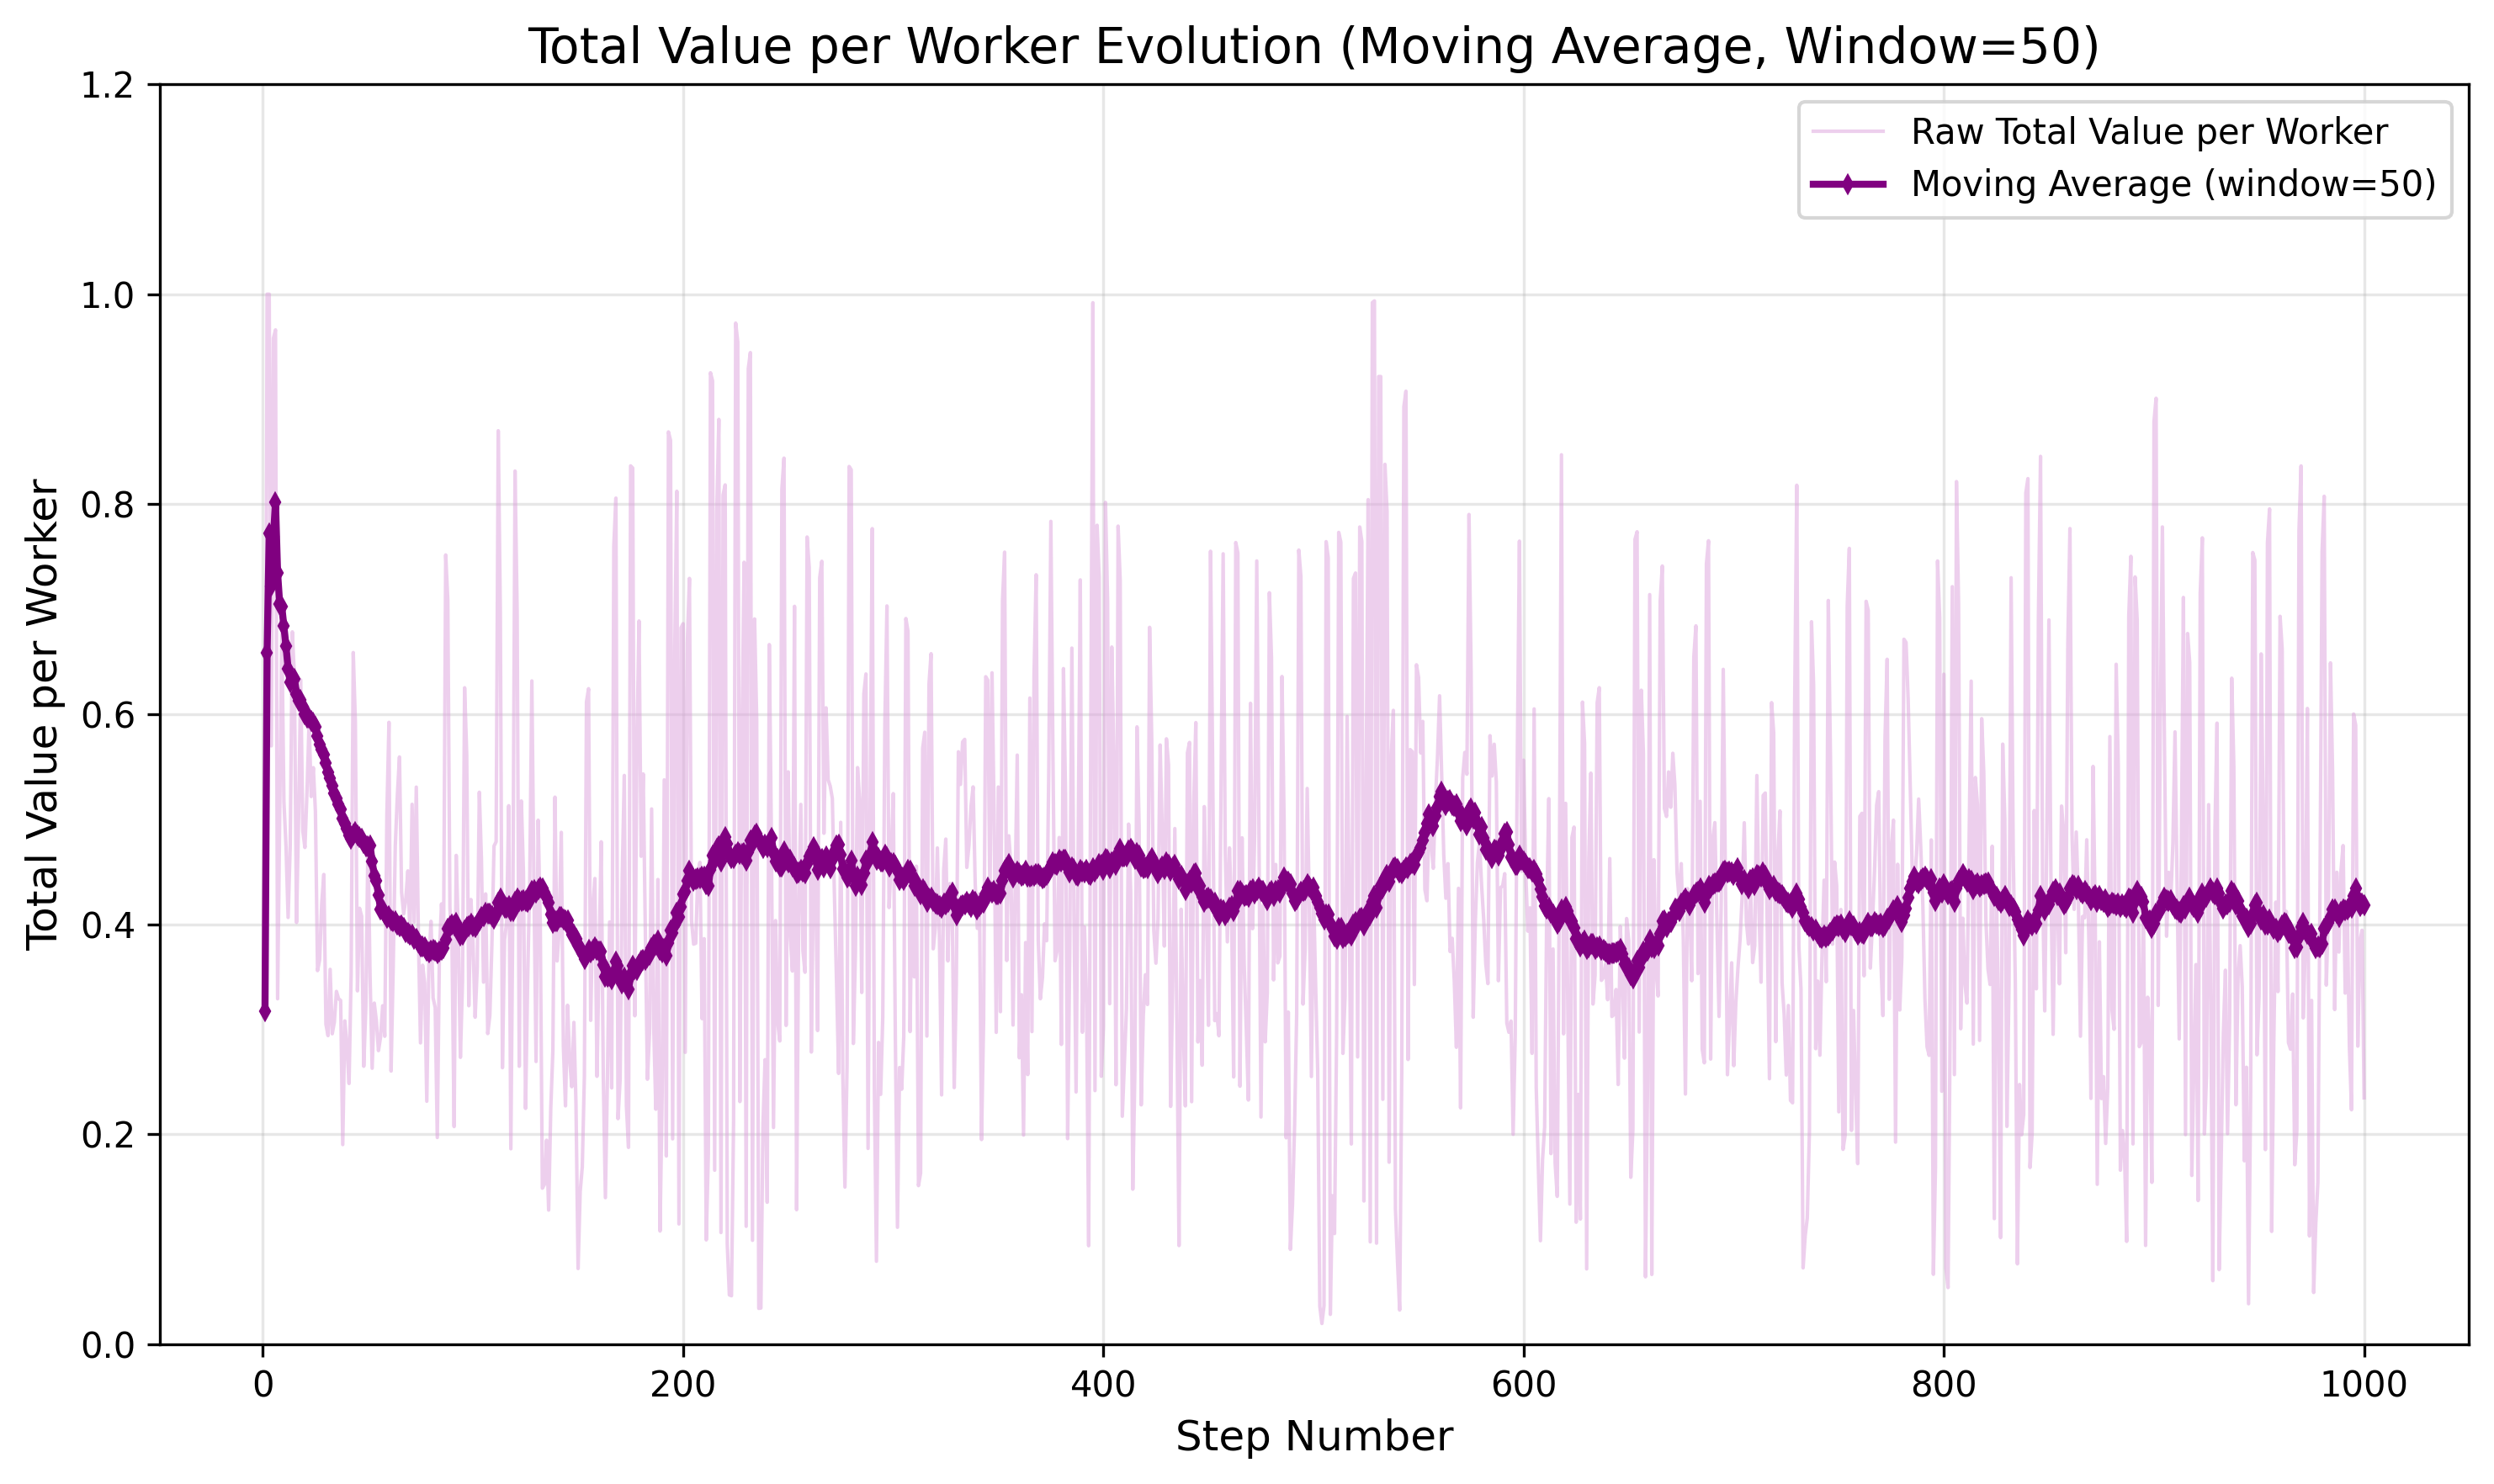 Total Value per Worker Evolution (Moving Average, Window=50)
Raw Total Value per Worker
Moving Average (window=50)
Total Value per Worker
1.2
1.0
0.8
0.6
0.4
0.2
0.0
0 200 400 600 800 1000
Step Number